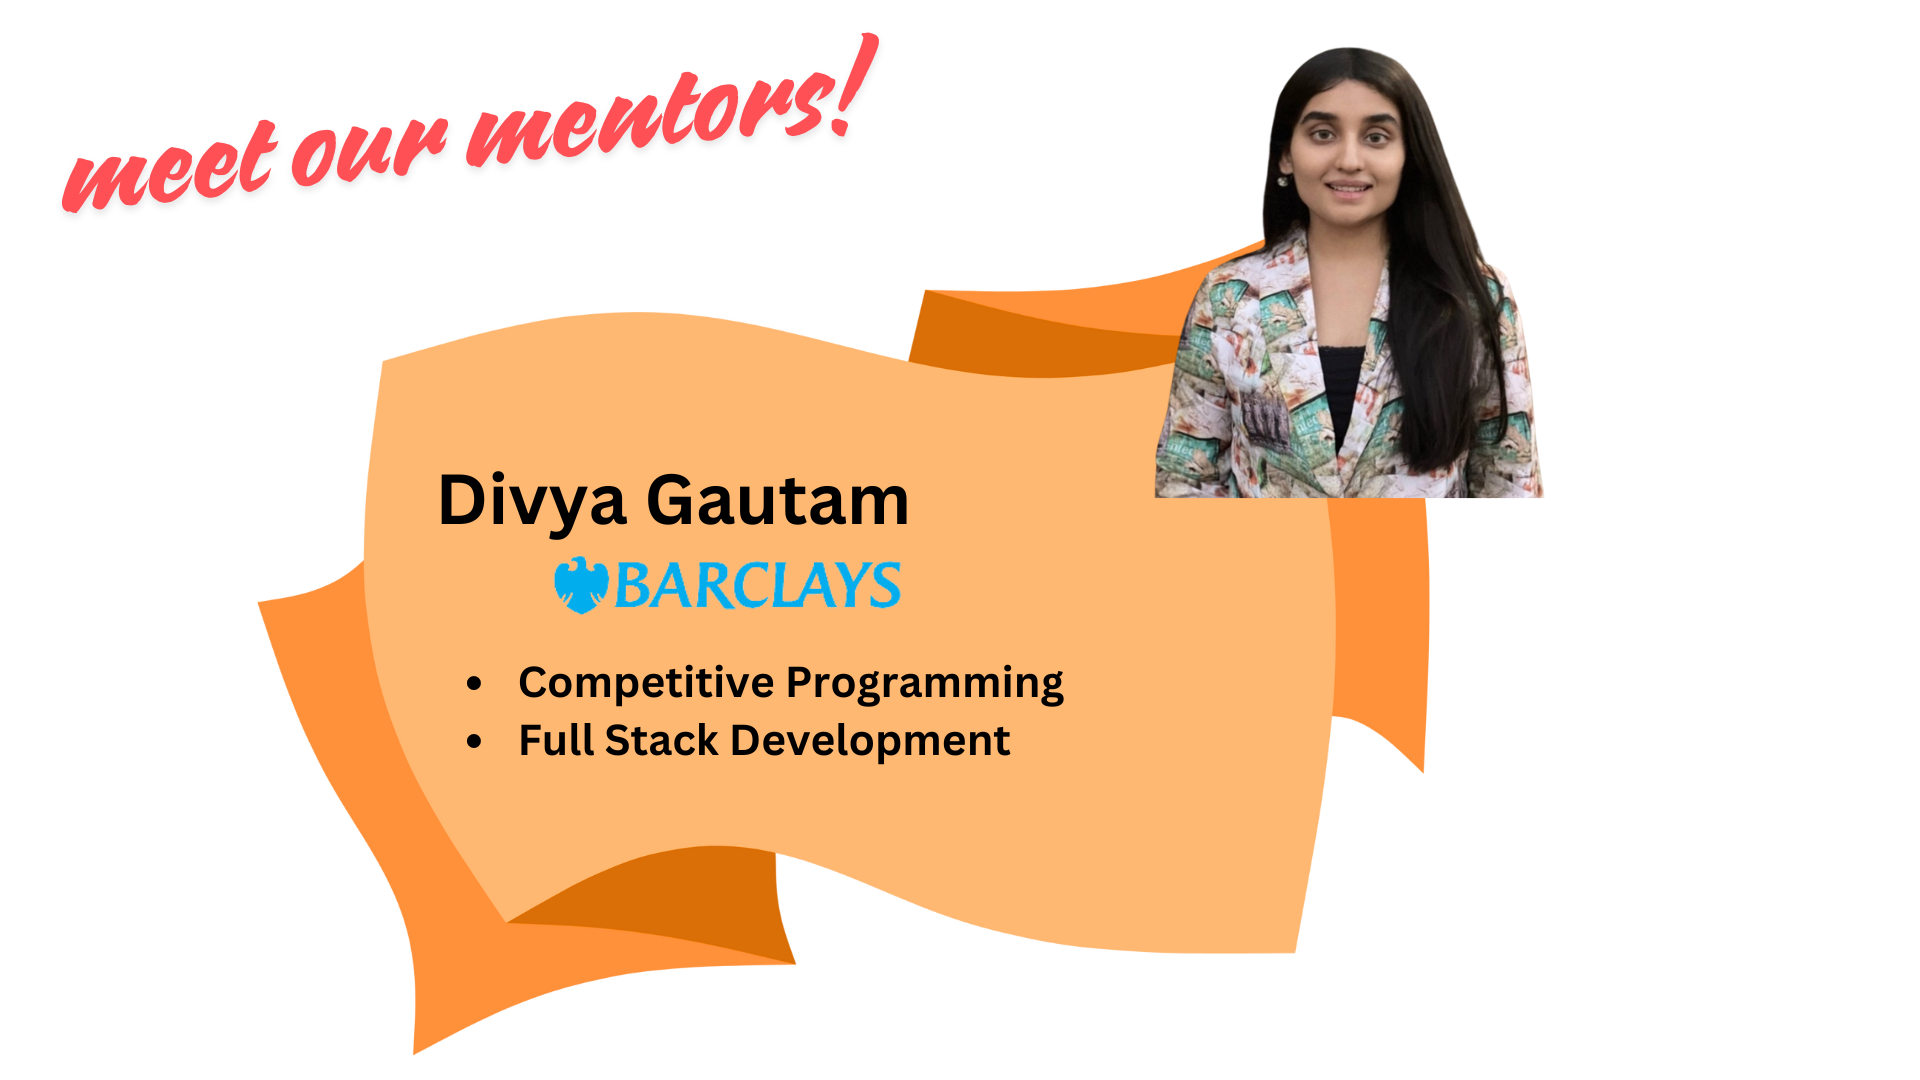 meet our mentors!
Divya Gautam
BARCLAYS
• Competitive Programming
• Full Stack Development